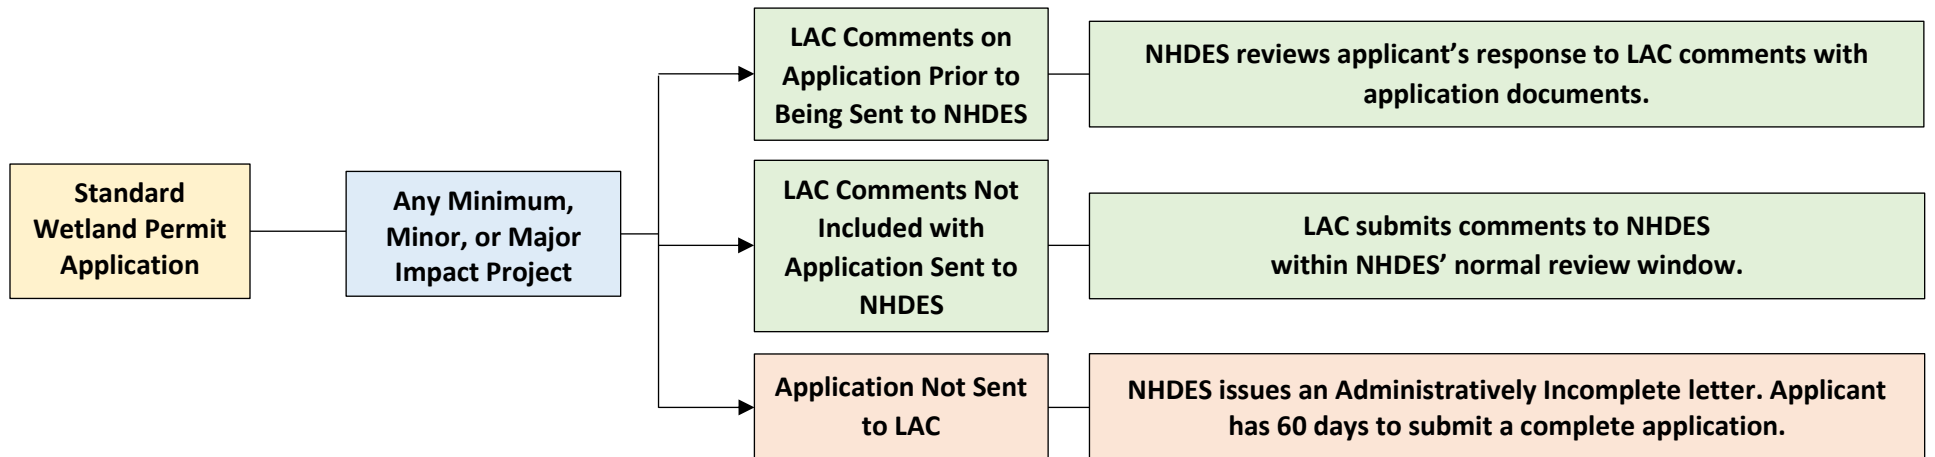 Standard
Wetland Permit
Application
Any Minimum,
Minor, or Major
Impact Project
LAC Comments on
Application Prior to
Being Sent to NHDES
NHDES reviews applicant’s response to LAC comments with
application documents.
LAC Comments Not
Included with
Application Sent to
NHDES
LAC submits comments to NHDES
within NHDES’ normal review window.
Application Not Sent
to LAC
NHDES issues an Administratively Incomplete letter. Applicant
has 60 days to submit a complete application.